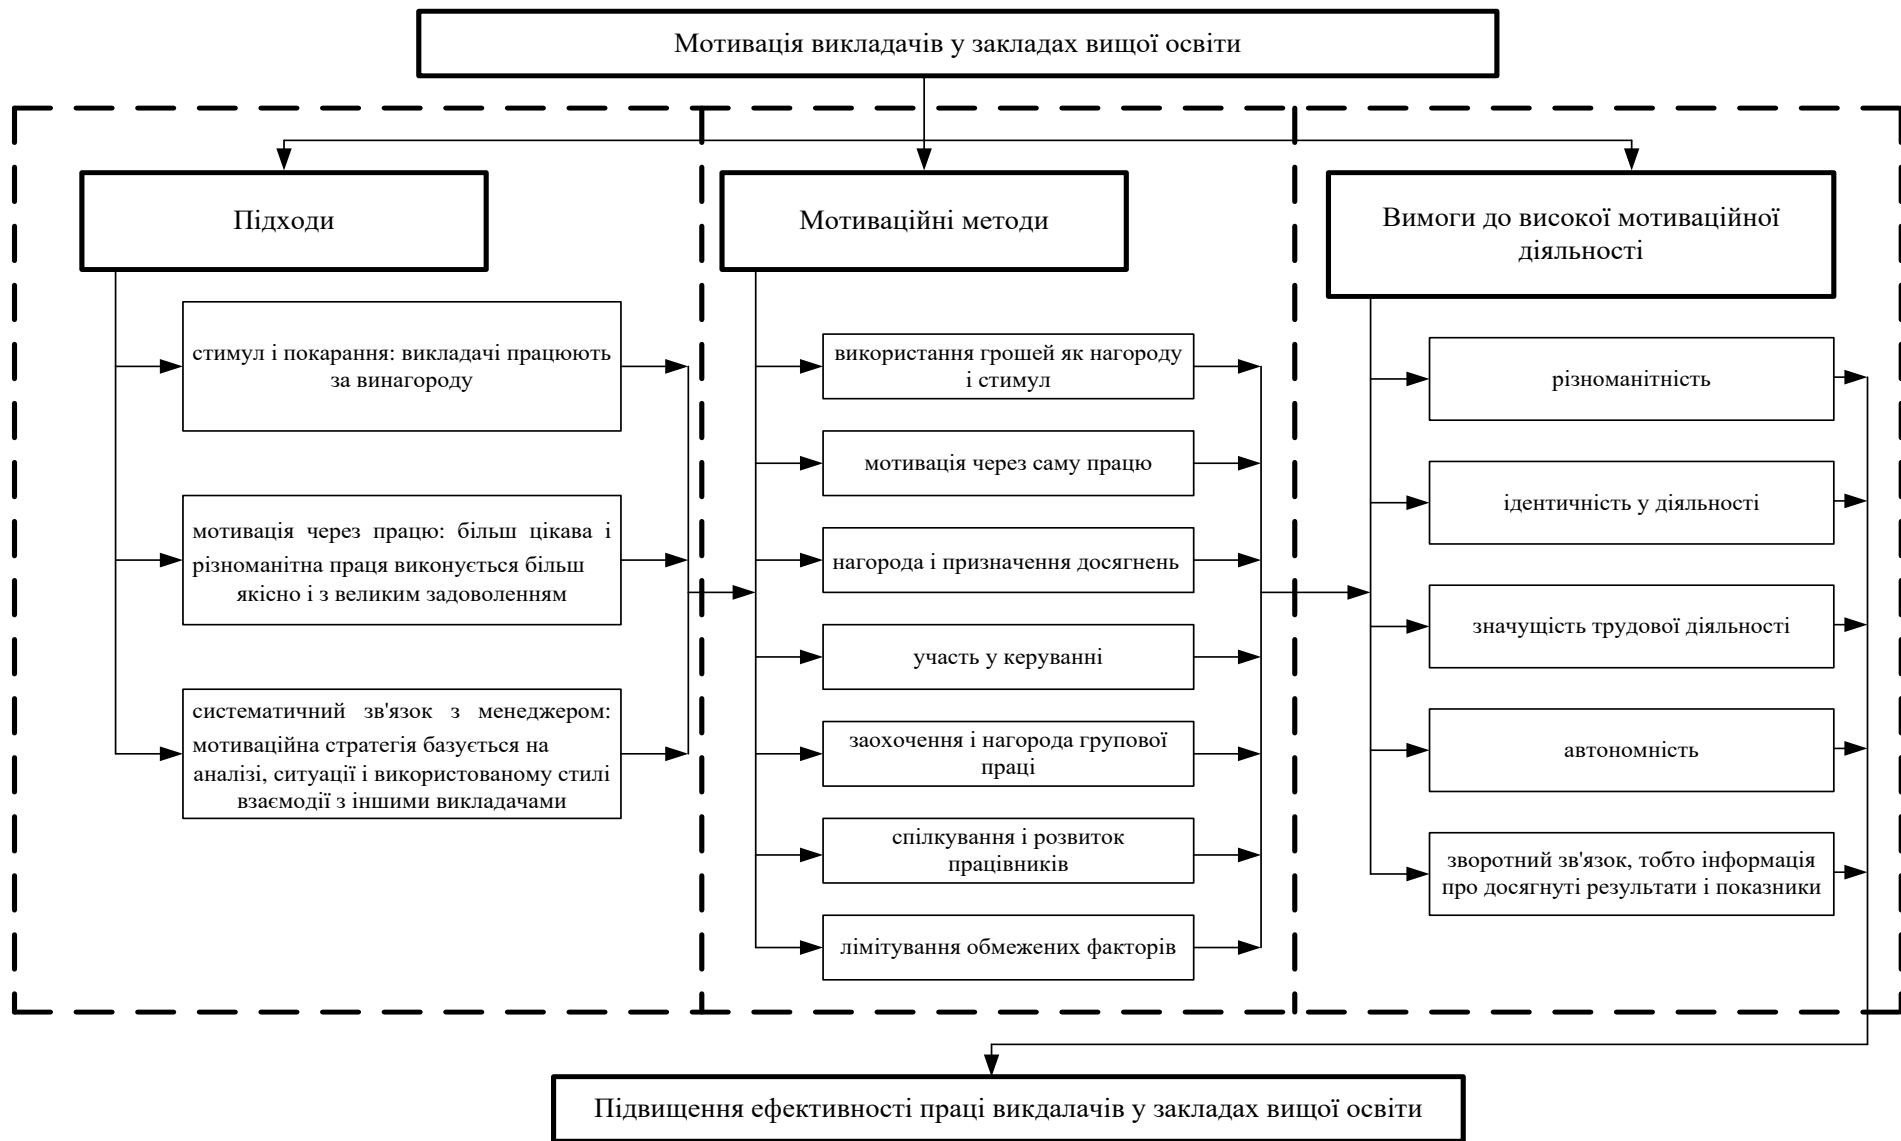 Мотивація викладачів у закладах вищої освіти
Підходи
стимул і покарання: викладачі працюють
за винагороду
мотивація через працю: більш цікава і
різноманітна праця виконується більш
якісно і з великим задоволенням
систематичний зв'язок з менеджером:
мотиваційна стратегія базується на
аналізі, ситуації і використованому стилі
взаємодії з іншими викладачами
Мотиваційні методи
використання грошей як нагороду
і стимул
мотивація через саму працю
нагорода і призначення досягнень
участь у керуванні
заохочення і нагорода групової
праці
спілкування і розвиток
працівників
лімітування обмежених факторів
Вимоги до високої мотиваційної
діяльності
різноманітність
ідентичність у діяльності
значущість трудової діяльності
автономність
зворотний зв'язок, тобто інформація
про досягнуті результати і показники
Підвищення ефективності праці викдалачів у закладах вищої освіти